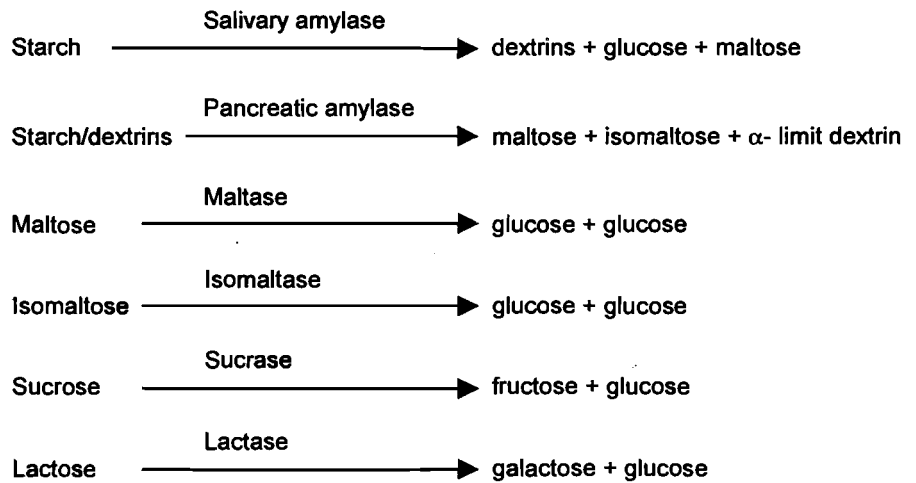 Salivary amylase
Starch dextrins + glucose + maltose
Pancreatic amylase
Starch/dextrins maltose + isomaltose + α- limit dextrin
Maltase
Maltose glucose + glucose
Isomaltase
Isomaltose glucose + glucose
Sucrase
Sucrose fructose + glucose
Lactase
Lactose galactose + glucose